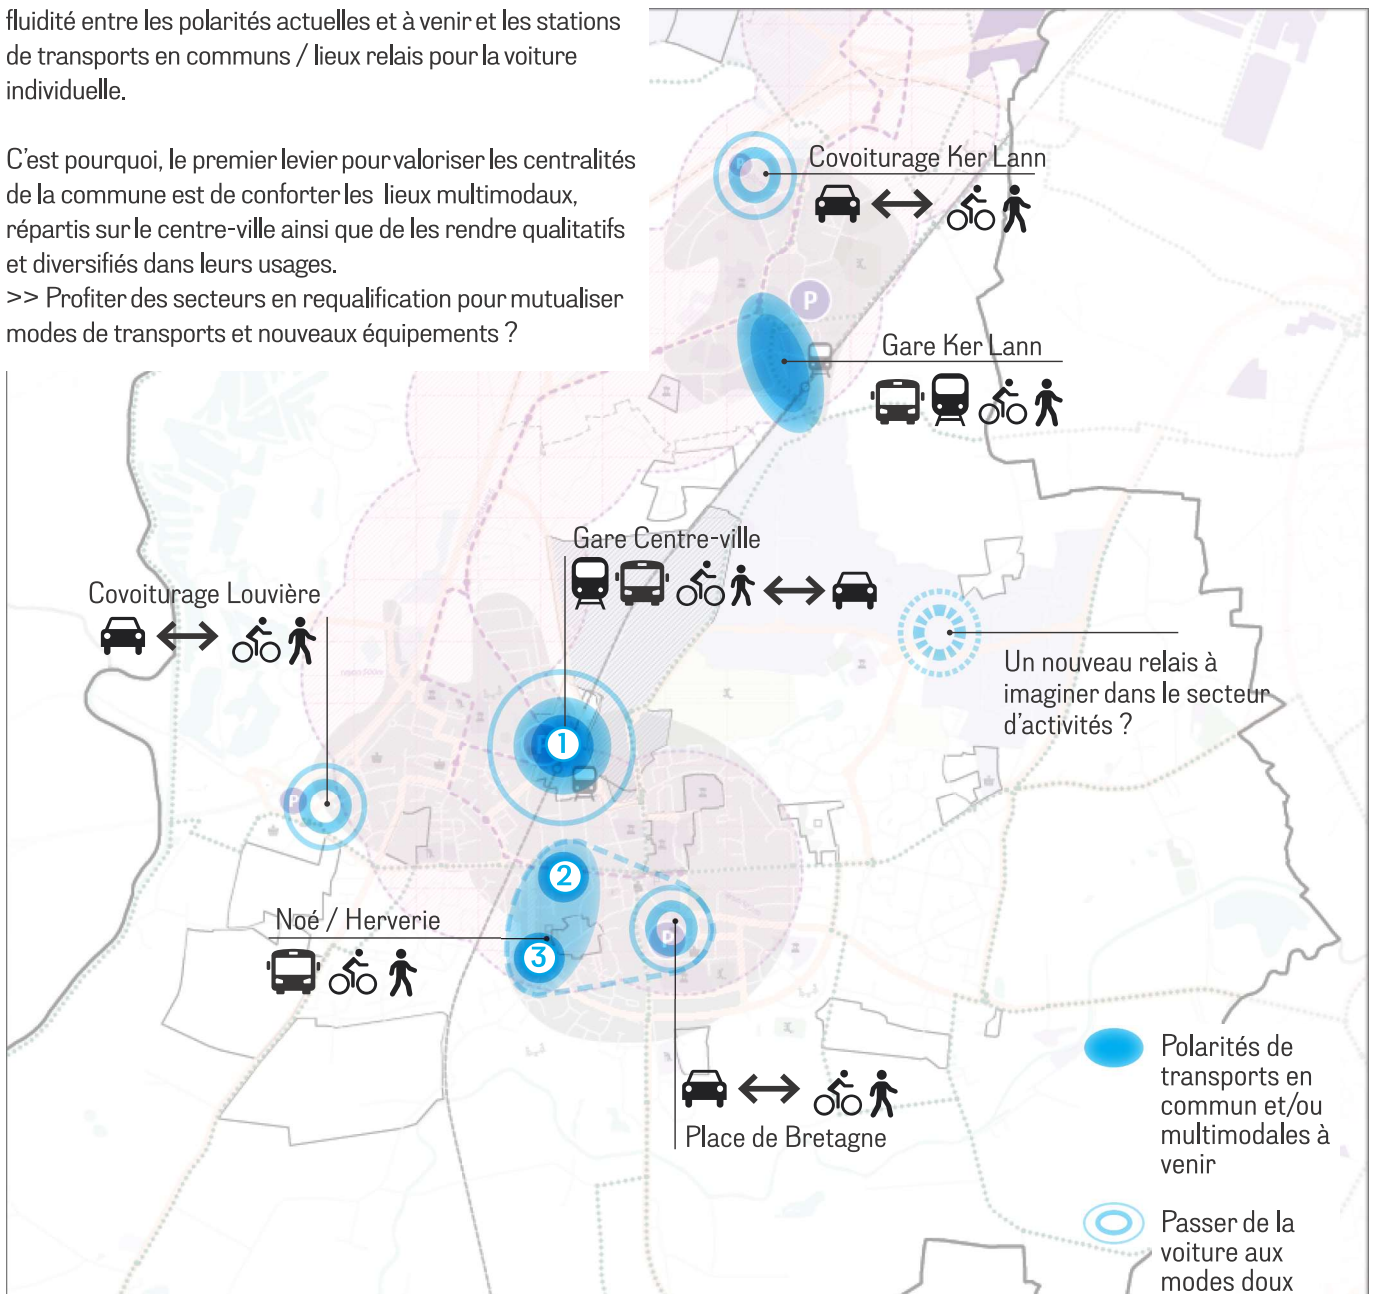 fluidité entre les polarités actuelles et à venir et les stations
de transports en communs / lieux relais pour la voiture
individuelle.
C'est pourquoi, le premier levier pour valoriser les centralités
de la commune est de conforter les lieux multimodaux,
répartis sur le centre-ville ainsi que de les rendre qualitatifs
et diversifiés dans leurs usages.
>> Profiter des secteurs en requalification pour mutualiser
modes de transports et nouveaux équipements ?
P
Covoiturage Ker Lann
P
Gare Ker Lann
Gare Centre-ville
Covoiturage Louvière
Un nouveau relais à
imaginer dans le secteur
d'activités ?
1
P
2
Noé / Herverie
3
Place de Bretagne
Polarités de
transports en
commun et/ou
multimodales à
venir
Passer de la
voiture aux
modes doux